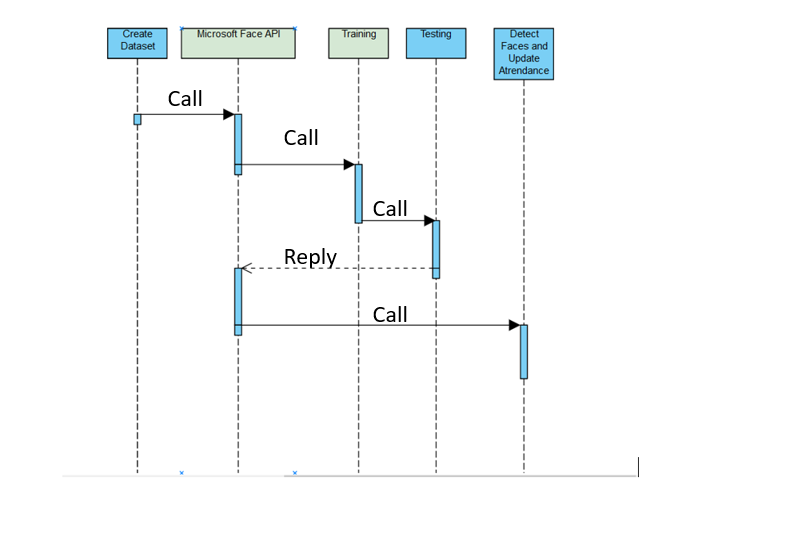 Create
Dataset
Microsoft Face API
Training
Testing
Detect
Faces and
Update
Atrendance
Call
Call
Call
Reply
Call